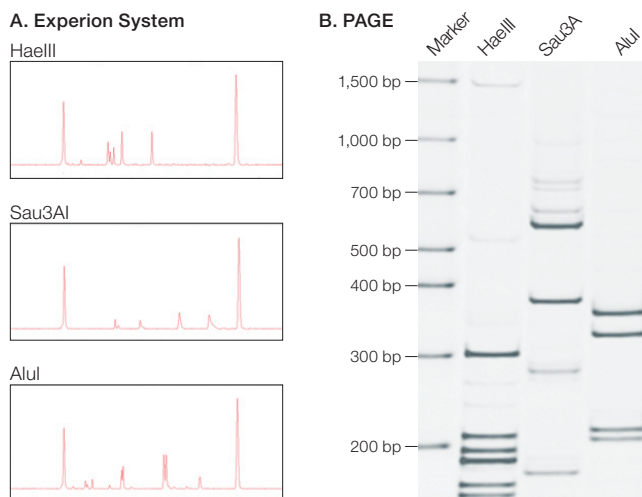 A. Experion System
HaeIII
Sau3AI
AluI
B. PAGE
Marker
HaeIII
Sau3A
AluI
1,500 bp
1,000 bp
700 bp
500 bp
400 bp
300 bp
200 bp